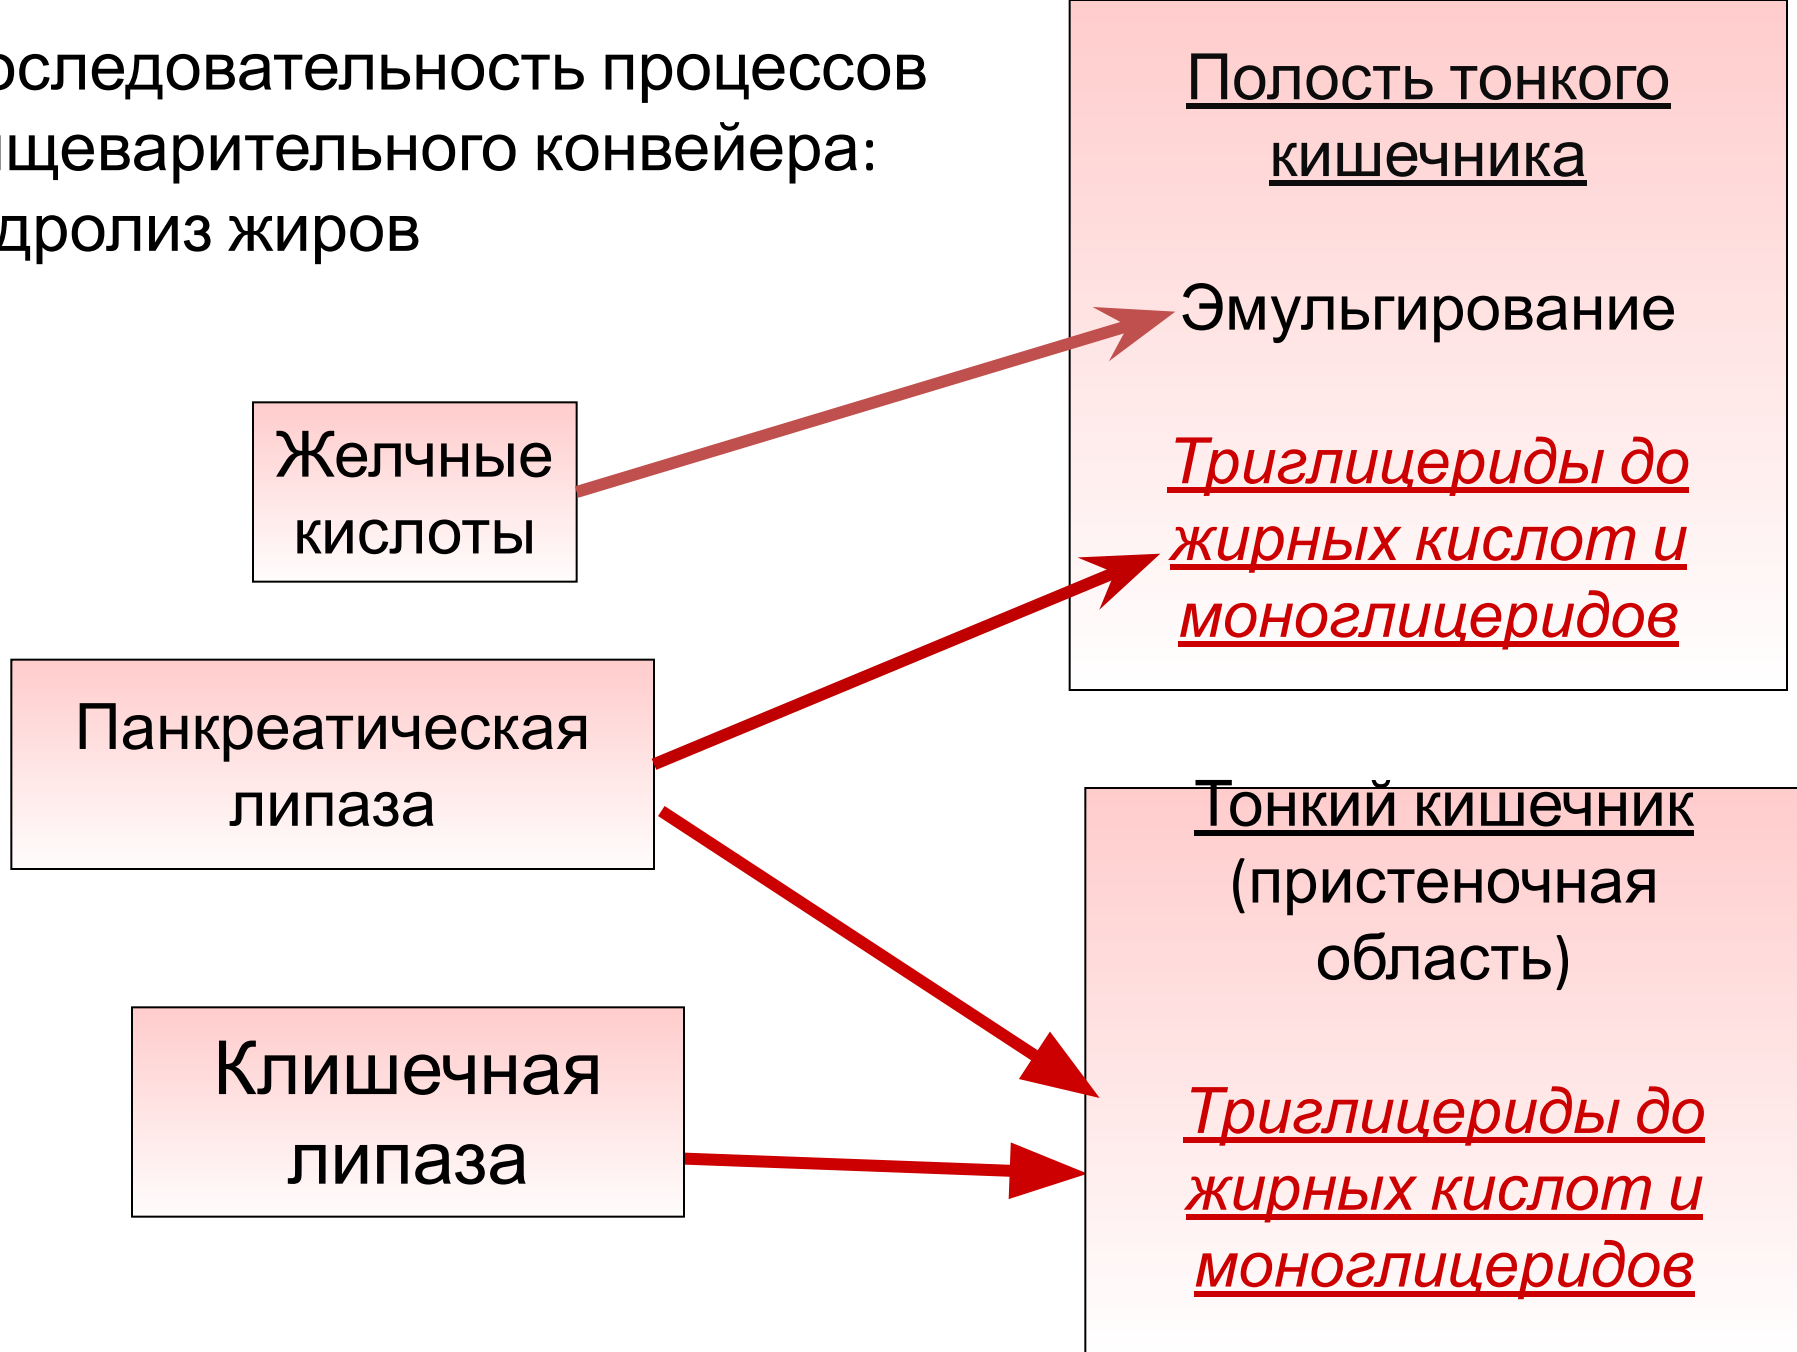 оследовательность процессов
ищеварительного конвейера:
дролиз жиров
Полость тонкого
кишечника
Эмульгирование
Триглицериды до
жирных кислот и
моноглицеридов
Желчные
кислоты
Панкреатическая
липаза
Тонкий кишечник
(пристеночная
область)
Триглицериды до
жирных кислот и
моноглицеридов
Клишечная
липаза